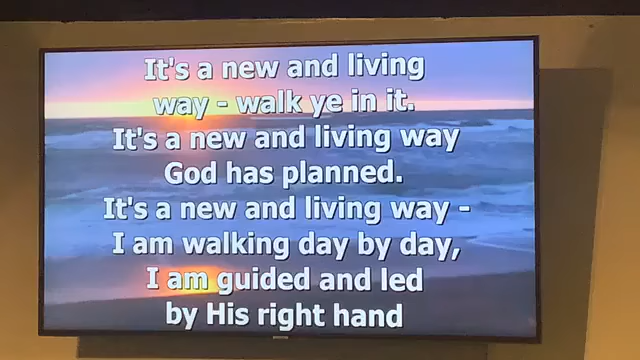 It's a new and living
way - walk ye in it.
It's a new and living way
God has planned.
It's a new and living way -
I am walking day by day,
I am guided and led
by His right hand